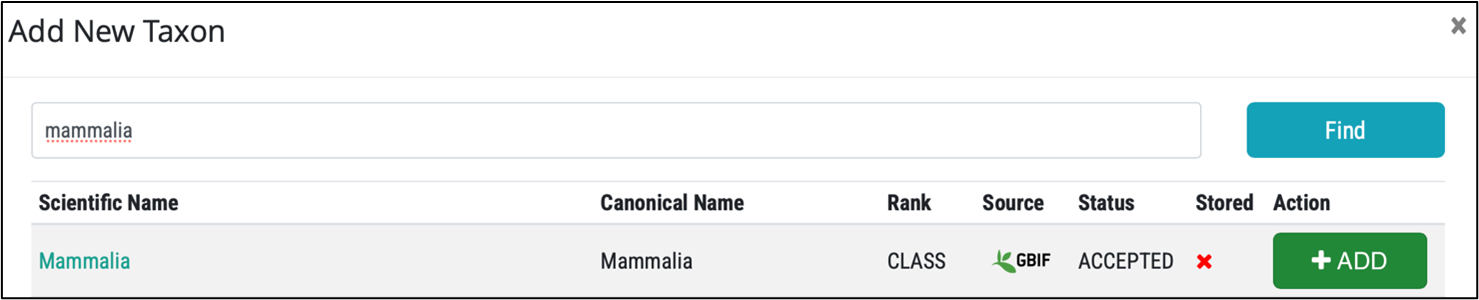 Add New Taxon
mammalia Find
Scientific Name Canonical Name Rank Source Status Stored Action
Mammalia Mammalia CLASS GBIF ACCEPTED + ADD